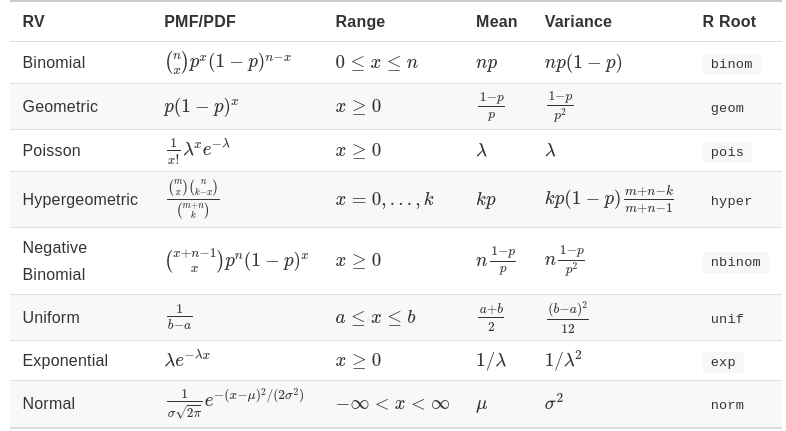 RV PMF/PDF Range Mean Variance R Root
Binomial $\binom{n}{x}p^x(1-p)^{n-x}$ $0 \leq x \leq n$ $np$ $np(1-p)$ binom
Geometric $p(1-p)^x$ $x \geq 0$ $\frac{1-p}{p}$ $\frac{1-p}{p^2}$ geom
Poisson $\frac{1}{x!}\lambda^x e^{-\lambda}$ $x \geq 0$ $\lambda$ $\lambda$ pois
Hypergeometric $\frac{\binom{m}{x}\binom{n}{k-x}}{\binom{m+n}{k}}$ $x = 0, \ldots, k$ $kp$ $kp(1-p)\frac{m+n-k}{m+n-1}$ hyper
Negative
Binomial $\binom{x+n-1}{x}p^n(1-p)^x$ $x \geq 0$ $n\frac{1-p}{p}$ $n\frac{1-p}{p^2}$ nbinom
Uniform $\frac{1}{b-a}$ $a \leq x \leq b$ $\frac{a+b}{2}$ $\frac{(b-a)^2}{12}$ unif
Exponential $\lambda e^{-\lambda x}$ $x \geq 0$ $1/\lambda$ $1/\lambda^2$ exp
Normal $\frac{1}{\sigma\sqrt{2\pi}}e^{-(x-\mu)^2/(2\sigma^2)}$ $-\infty < x < \infty$ $\mu$ $\sigma^2$ norm